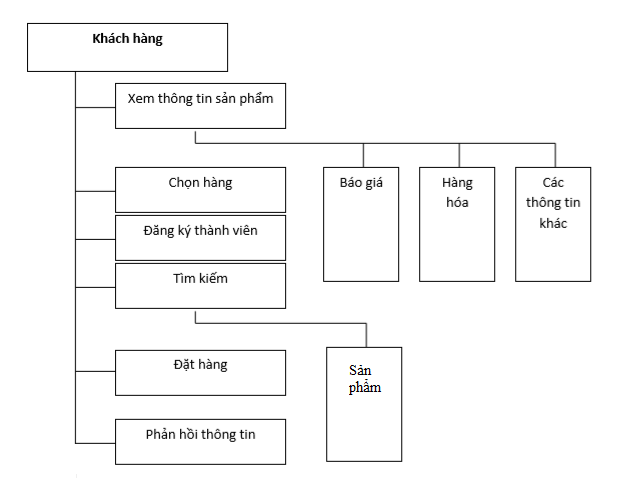 Khách hàng
Xem thông tin sản phẩm
Chọn hàng
Báo giá
Hàng
hóa
Các
thông tin
khác
Đăng ký thành viên
Tìm kiếm
Đặt hàng
Sản
phẩm
Phản hồi thông tin